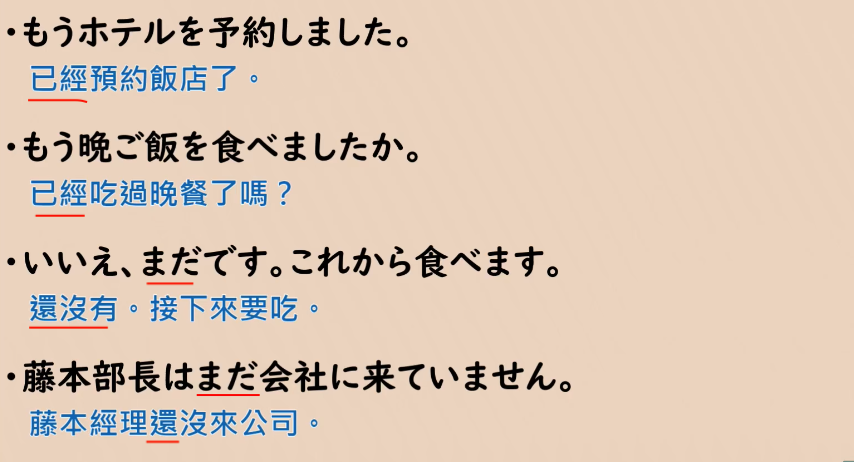 ・もうホテルを予約しました。
已經預約飯店了。
・もう晩ご飯を食べましたか。
已經吃過晚餐了嗎？
・いいえ、まだです。これから食べます。
還沒有。接下來要吃。
・藤本部長はまだ会社に来ていません。
藤本經理還沒來公司。